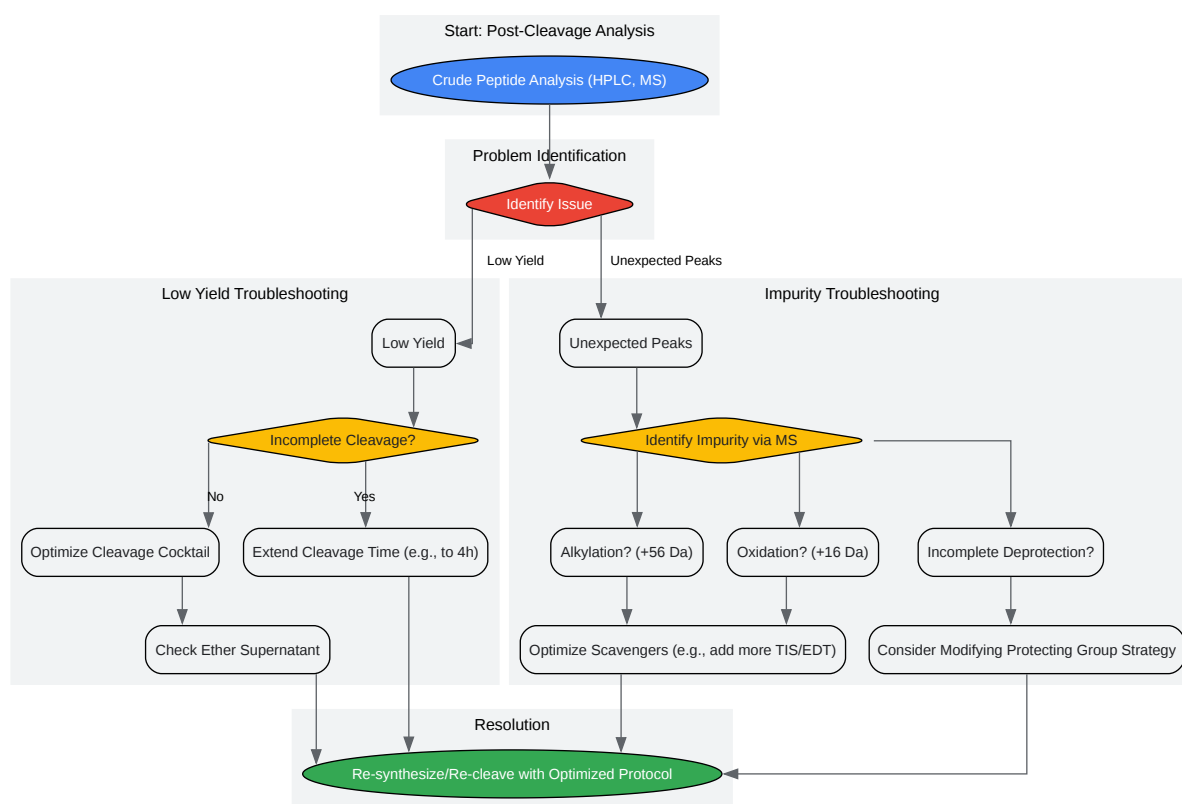 Start: Post-Cleavage Analysis
Crude Peptide Analysis (HPLC, MS)
Problem Identification
Identify Issue
Low Yield
Unexpected Peaks
Low Yield Troubleshooting
Impurity Troubleshooting
Low Yield
Unexpected Peaks
Incomplete Cleavage?
Identify Impurity via MS
No
Yes
Optimize Cleavage Cocktail
Extend Cleavage Time (e.g., to 4h)
Alkylation? (+56 Da)
Oxidation? (+16 Da)
Incomplete Deprotection?
Check Ether Supernatant
Optimize Scavengers (e.g., add more TIS/EDT)
Consider Modifying Protecting Group Strategy
Resolution
Re-synthesize/Re-cleave with Optimized Protocol